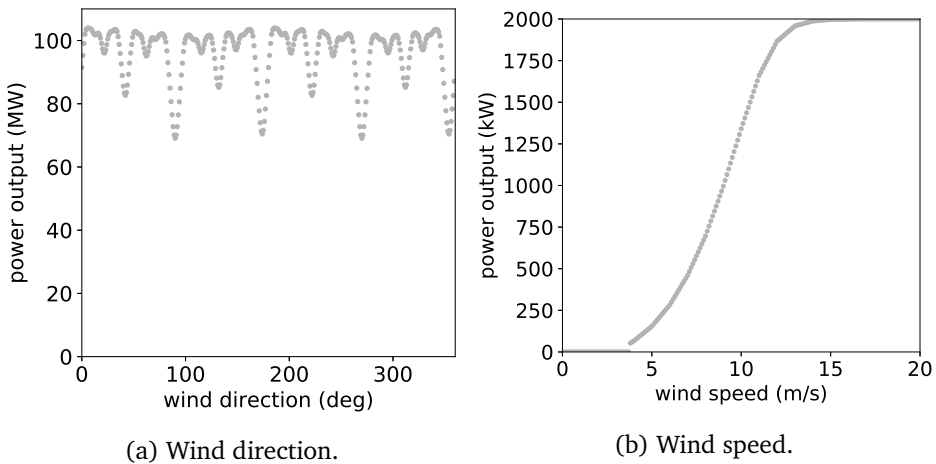 100
80
60
40
20
0
power output (MW)
0 100 200 300
wind direction (deg)
(a) Wind direction.
2000
1750
1500
1250
1000
750
500
250
0
power output (kW)
0 5 10 15 20
wind speed (m/s)
(b) Wind speed.